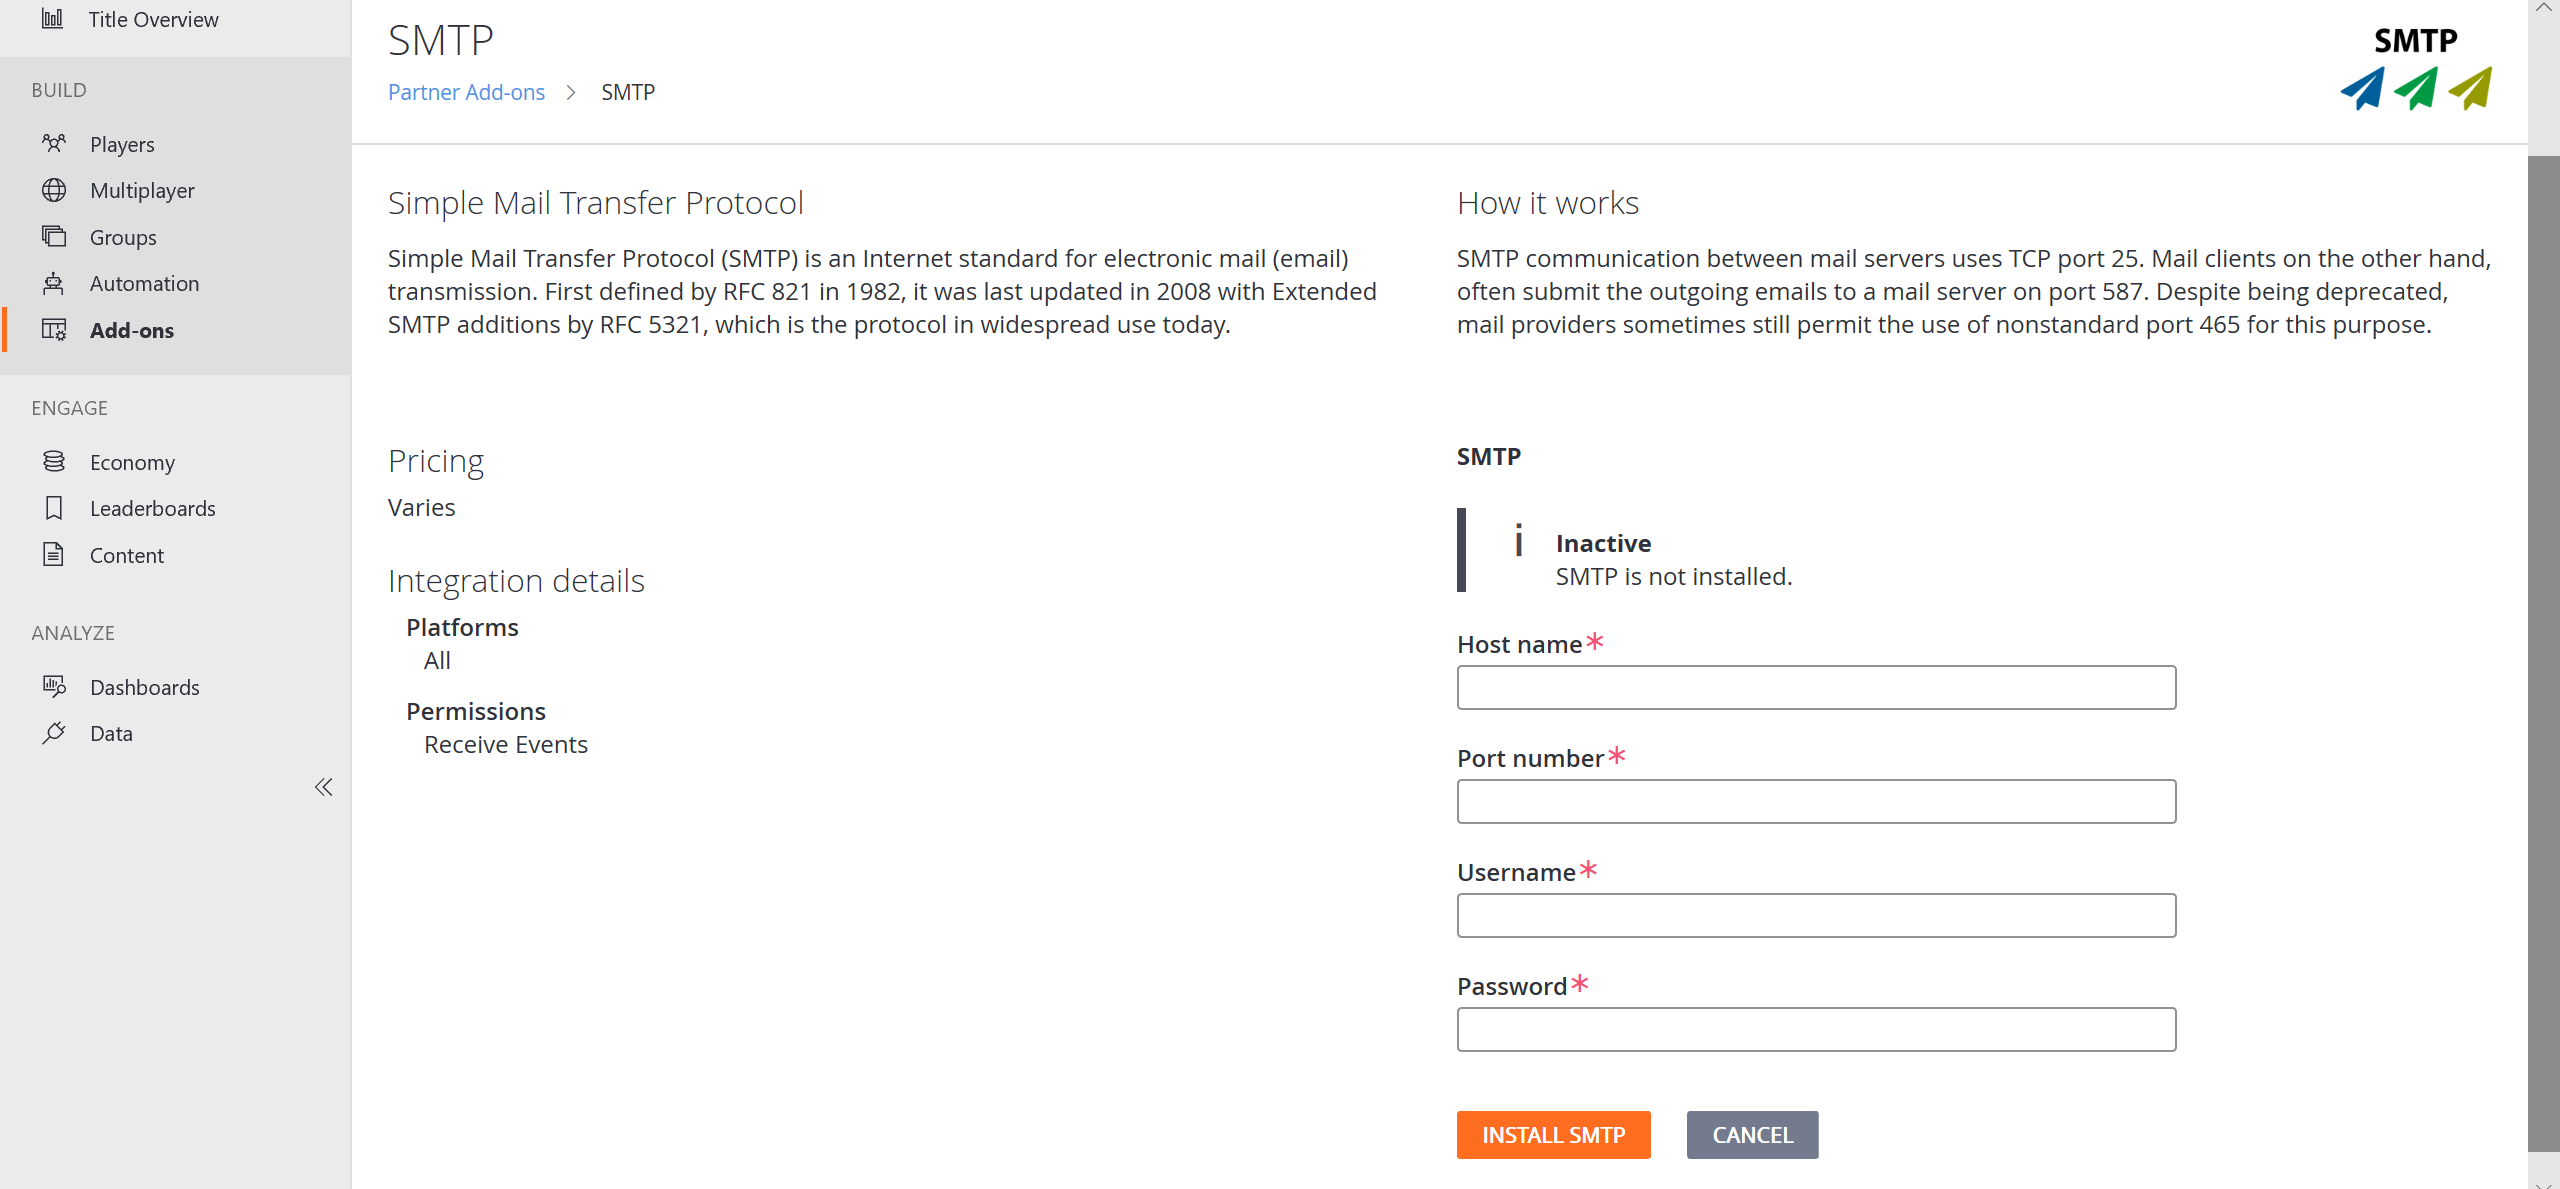 Title Overview
BUILD
Players
Multiplayer
Groups
Automation
Add-ons
ENGAGE
Economy
Leaderboards
Content
ANALYZE
Dashboards
Data
SMTP
Partner Add-ons > SMTP
SMTP
Simple Mail Transfer Protocol
Simple Mail Transfer Protocol (SMTP) is an Internet standard for electronic mail (email)
transmission. First defined by RFC 821 in 1982, it was last updated in 2008 with Extended
SMTP additions by RFC 5321, which is the protocol in widespread use today.
How it works
SMTP communication between mail servers uses TCP port 25. Mail clients on the other hand,
often submit the outgoing emails to a mail server on port 587. Despite being deprecated,
mail providers sometimes still permit the use of nonstandard port 465 for this purpose.
Pricing
Varies
Integration details
Platforms
All
Permissions
Receive Events
SMTP
Inactive
SMTP is not installed.
Host name*
Port number*
Username*
Password*
INSTALL SMTP
CANCEL